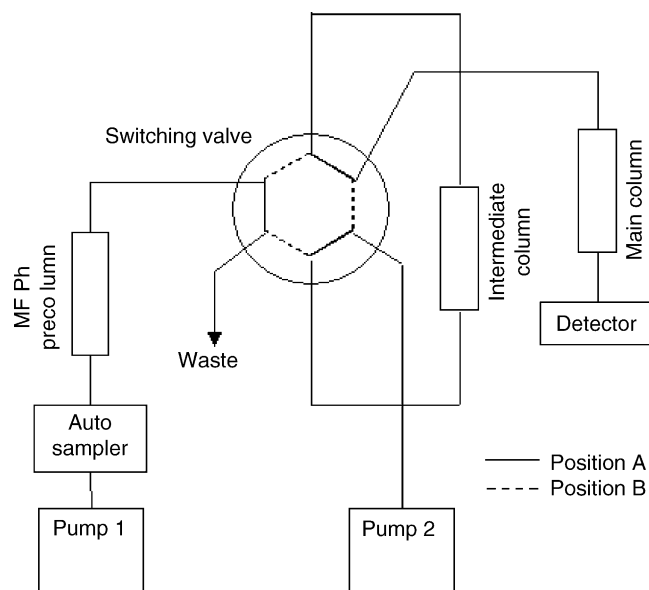 Switching valve
MF Ph
preco lumn
Intermediate
column
Main column
Detector
Waste
Auto
sampler
Position A
Position B
Pump 1
Pump 2